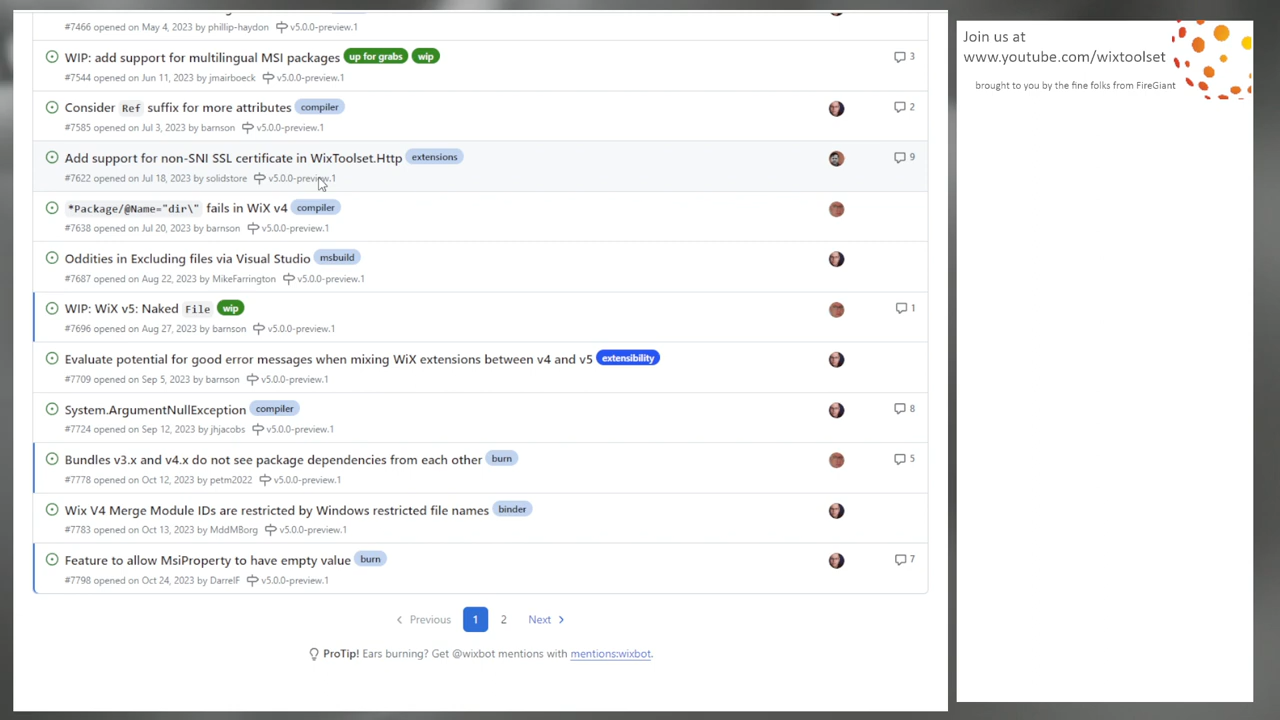 #7466 opened on May 4, 2023 by phillip-haydon v5.0.0-preview.1
WIP: add support for multilingual MSI packages up for grabs wip 3
#7544 opened on Jun 11, 2023 by jmairboeck v5.0.0-preview.1
Consider Ref suffix for more attributes compiler 2
#7585 opened on Jul 3, 2023 by barnson v5.0.0-preview.1
Add support for non-SNI SSL certificate in WixToolset.Http extensions 9
#7622 opened on Jul 18, 2023 by solidstore v5.0.0-preview.1
*Package/@Name="dir\" fails in WiX v4 compiler
#7638 opened on Jul 20, 2023 by barnson v5.0.0-preview.1
Oddities in Excluding files via Visual Studio msbuild
#7687 opened on Aug 22, 2023 by MikeFarrington v5.0.0-preview.1
WIP: WiX v5: Naked File wip 1
#7696 opened on Aug 27, 2023 by barnson v5.0.0-preview.1
Evaluate potential for good error messages when mixing WiX extensions between v4 and v5 extensibility
#7709 opened on Sep 5, 2023 by barnson v5.0.0-preview.1
System.ArgumentNullException compiler 8
#7724 opened on Sep 12, 2023 by jhjacobs v5.0.0-preview.1
Bundles v3.x and v4.x do not see package dependencies from each other burn 5
#7778 opened on Oct 12, 2023 by petm2022 v5.0.0-preview.1
Wix V4 Merge Module IDs are restricted by Windows restricted file names binder
#7783 opened on Oct 13, 2023 by MddMBorg v5.0.0-preview.1
Feature to allow MsiProperty to have empty value burn 7
#7798 opened on Oct 24, 2023 by DarrelF v5.0.0-preview.1
Previous 1 2 Next
ProTip! Ears burning? Get @wixbot mentions with mentions:wixbot.
Join us at
www.youtube.com/wixtoolset
brought to you by the fine folks from FireGiant